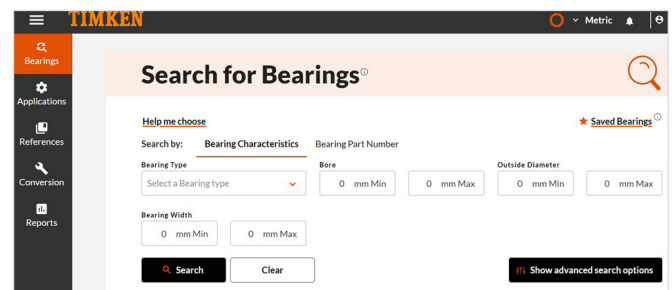 TIMKEN
Metric
Bearings
Applications
References
Conversion
Reports
Search for Bearings
Help me choose
Saved Bearings
Search by: Bearing Characteristics Bearing Part Number
Bearing Type Bore Outside Diameter
Select a Bearing type 0 mm Min 0 mm Max 0 mm Min 0 mm Max
Bearing Width
0 mm Min 0 mm Max
Search Clear Show advanced search options